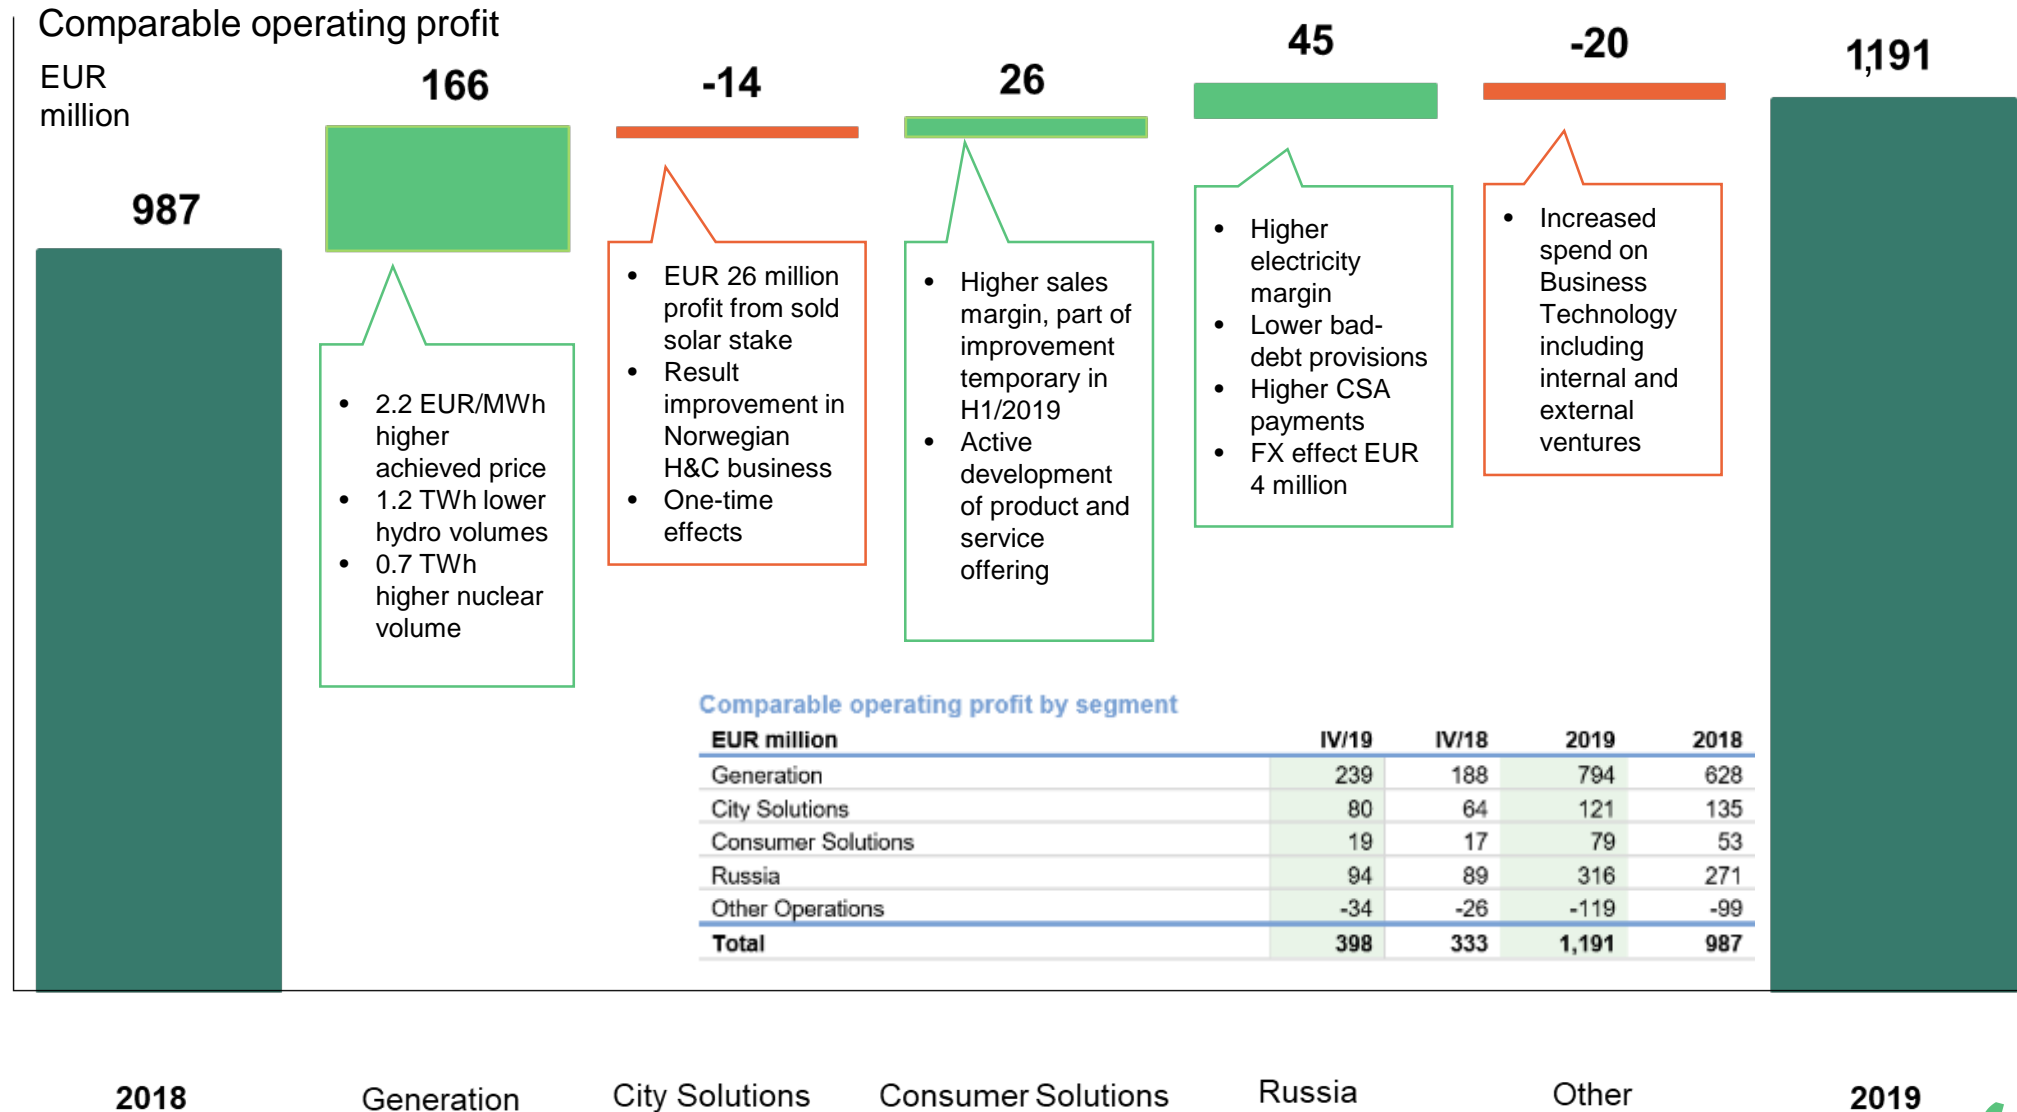 Comparable operating profit
EUR
million
987
166
-14
26
45
-20
1,191
• 2.2 EUR/MWh
higher
achieved price
• 1.2 TWh lower
hydro volumes
• 0.7 TWh
higher nuclear
volume
• EUR 26 million
profit from sold
solar stake
• Result
improvement in
Norwegian
H&C business
• One-time
effects
• Higher sales
margin, part of
improvement
temporary in
H1/2019
• Active
development
of product and
service
offering
• Higher
electricity
margin
• Lower bad-
debt provisions
• Higher CSA
payments
• FX effect EUR
4 million
• Increased
spend on
Business
Technology
including
internal and
external
ventures
Comparable operating profit by segment
EUR million IV/19 IV/18 2019 2018
Generation 239 188 794 628
City Solutions 80 64 121 135
Consumer Solutions 19 17 79 53
Russia 94 89 316 271
Other Operations -34 -26 -119 -99
Total 398 333 1,191 987
2018 Generation City Solutions Consumer Solutions Russia Other 2019